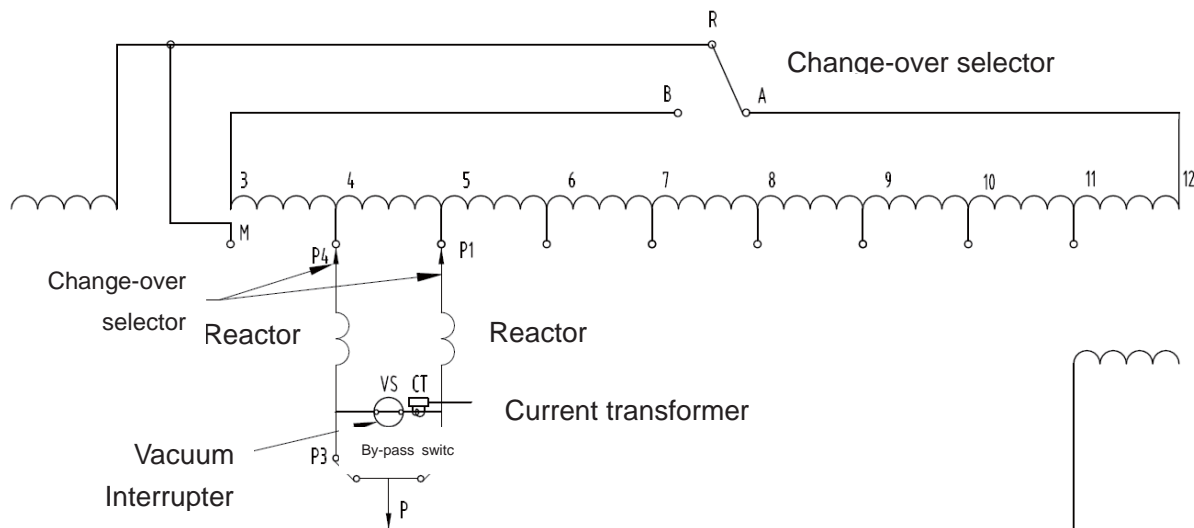 R
Change-over selector
B
A
3
4
5
6
7
8
9
10
11
12
M
P4
P1
Change-over
selector
Reactor
Reactor
VS
CT
Current transformer
By-pass switc
Vacuum
Interrupter
P3
P